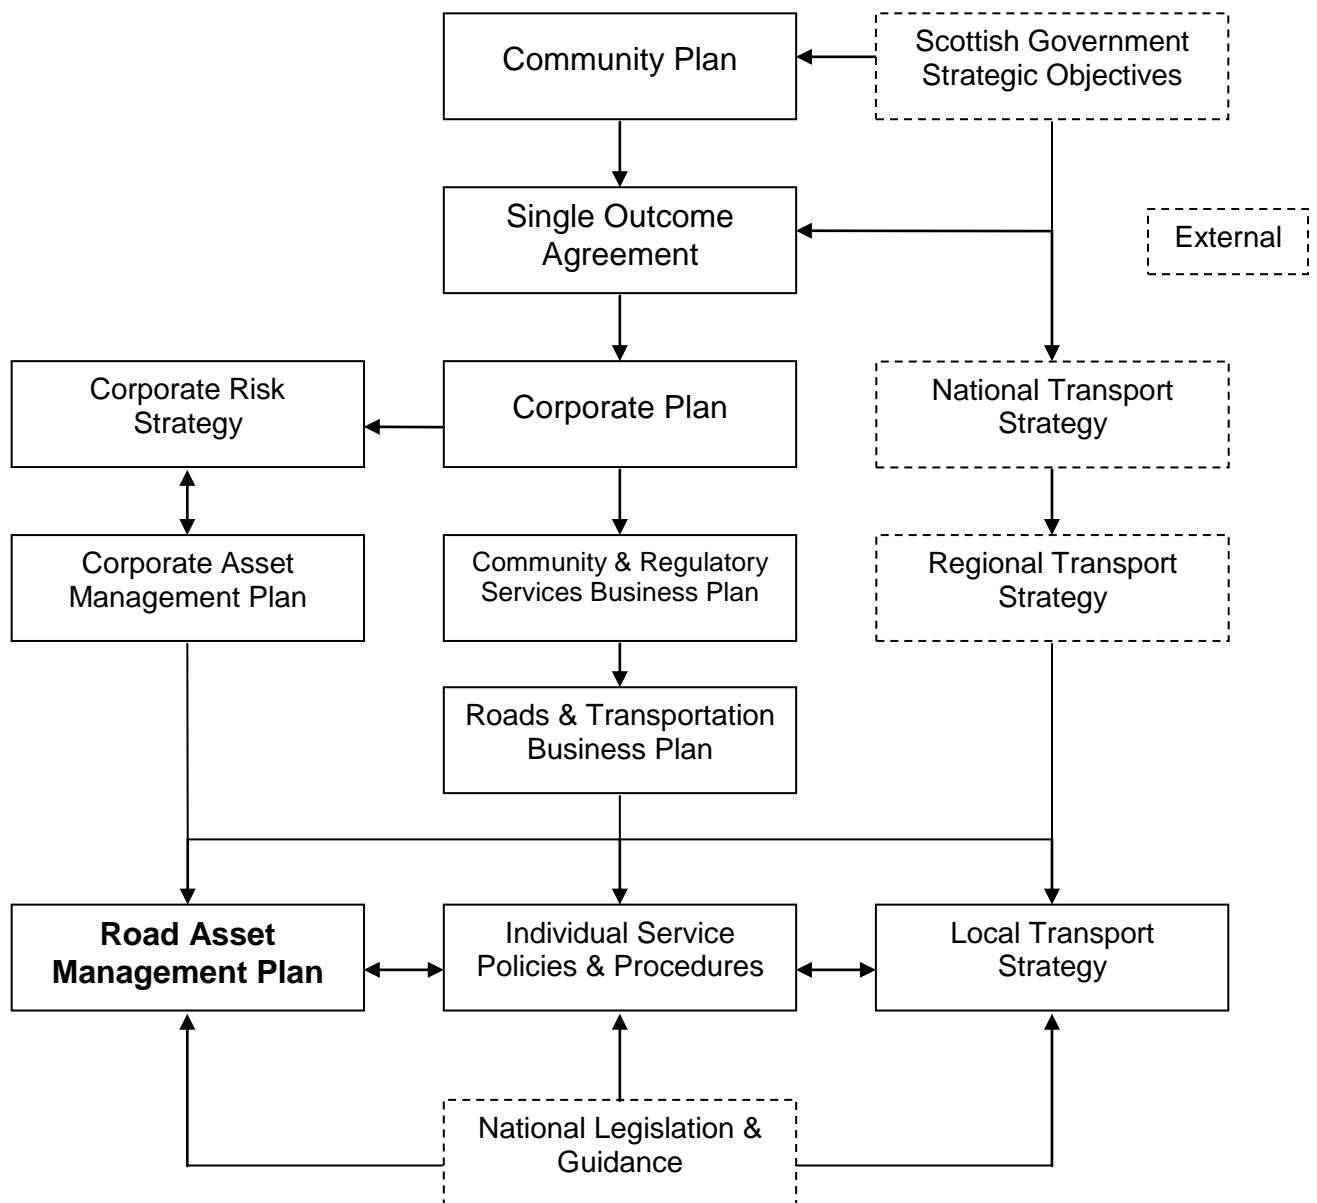 Community Plan
Scottish Government
Strategic Objectives
Single Outcome
Agreement
External
Corporate Risk
Strategy
Corporate Plan
National Transport
Strategy
Corporate Asset
Management Plan
Community & Regulatory
Services Business Plan
Regional Transport
Strategy
Roads & Transportation
Business Plan
Road Asset
Management Plan
Individual Service
Policies & Procedures
Local Transport
Strategy
National Legislation &
Guidance